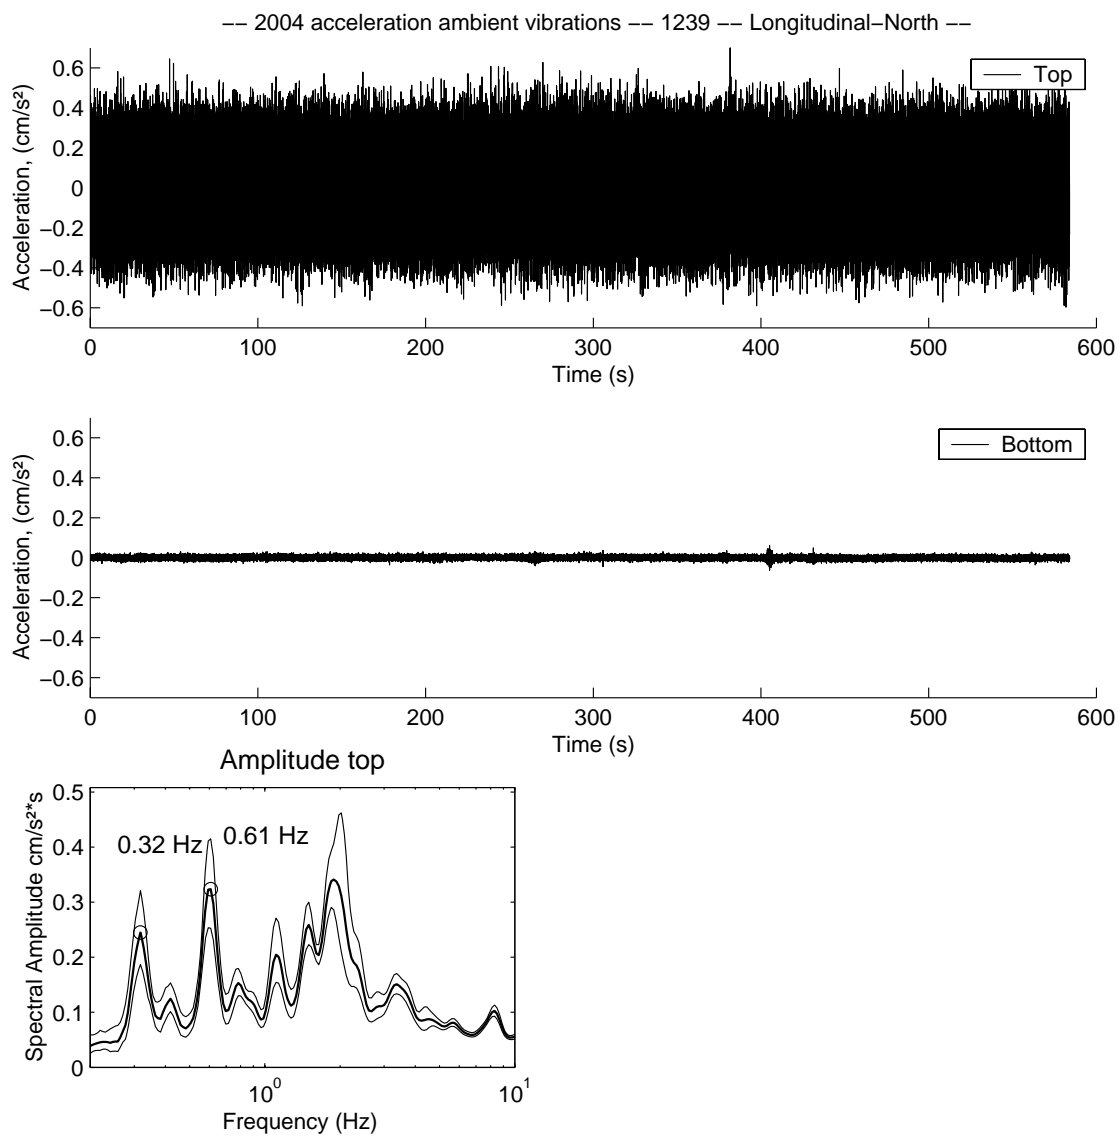 −− 2004 acceleration ambient vibrations −− 1239 −− Longitudinal−North −−
0.6
0.4
0.2
0
−0.2
−0.4
−0.6
Acceleration, (cm/s²)
Top
0 100 200 300 400 500 600
Time (s)
0.6
0.4
0.2
0
−0.2
−0.4
−0.6
Acceleration, (cm/s²)
Bottom
0 100 200 300 400 500 600
Time (s)
Amplitude top
0.5
0.4
0.3
0.2
0.1
0
Spectral Amplitude cm/s²*s
0.32 Hz
0.61 Hz
10⁰ 10¹
Frequency (Hz)